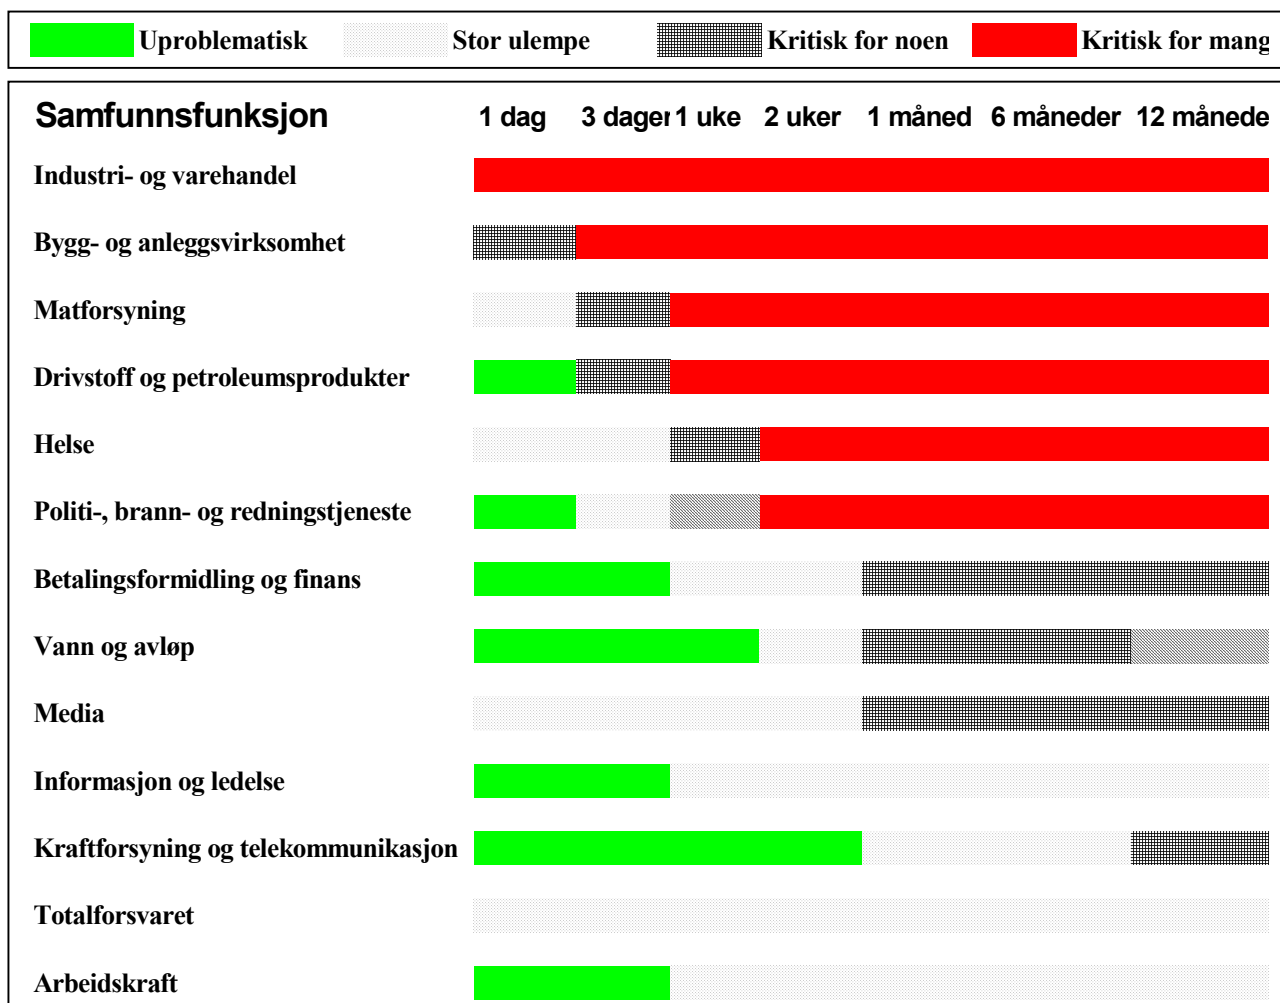 Uproblematisk Stor ulempe Kritisk for noen Kritisk for mang
Samfunnsfunksjon 1 dag 3 dager 1 uke 2 uker 1 måned 6 måneder 12 månede
Industri- og varehandel
Bygg- og anleggsvirksomhet
Matforsyning
Drivstoff og petroleumsprodukter
Helse
Politi-, brann- og redningstjeneste
Betalingsformidling og finans
Vann og avløp
Media
Informasjon og ledelse
Kraftforsyning og telekommunikasjon
Totalforsvaret
Arbeidskraft